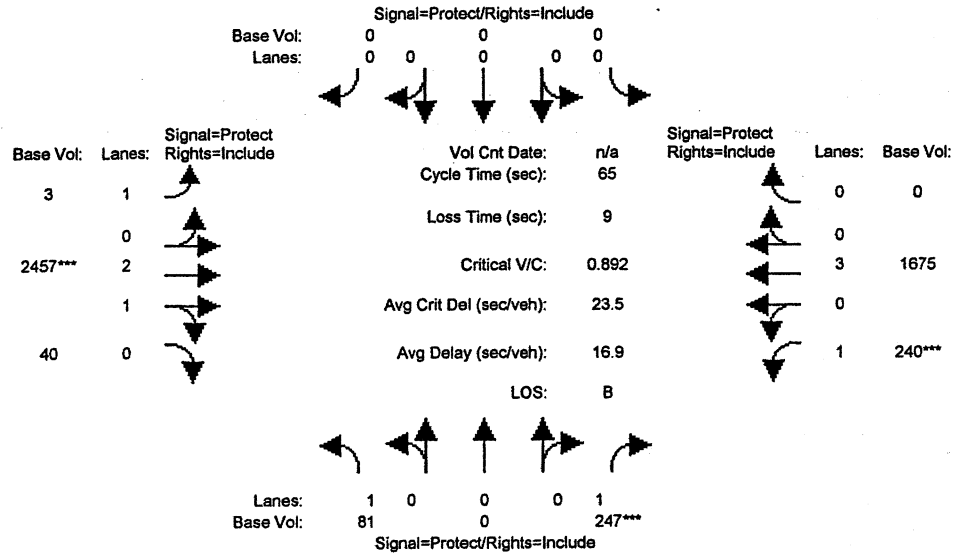 Signal=Protect/Rights=Include
Base Vol: 0 0 0
Lanes: 0 0 0 0 0
Signal=Protect
Rights=Include
Base Vol: Lanes:
Vol Cnt Date: n/a
Signal=Protect
Rights=Include
Lanes: Base Vol:
Cycle Time (sec): 65
3 1
0 0
Loss Time (sec): 9
0
0
2457*** 2
Critical V/C: 0.892
3 1675
1
Avg Crit Del (sec/veh): 23.5
0
40 0
Avg Delay (sec/veh): 16.9
1 240***
LOS: B
Lanes: 1 0 0 0 1
Base Vol: 81 0 247***
Signal=Protect/Rights=Include